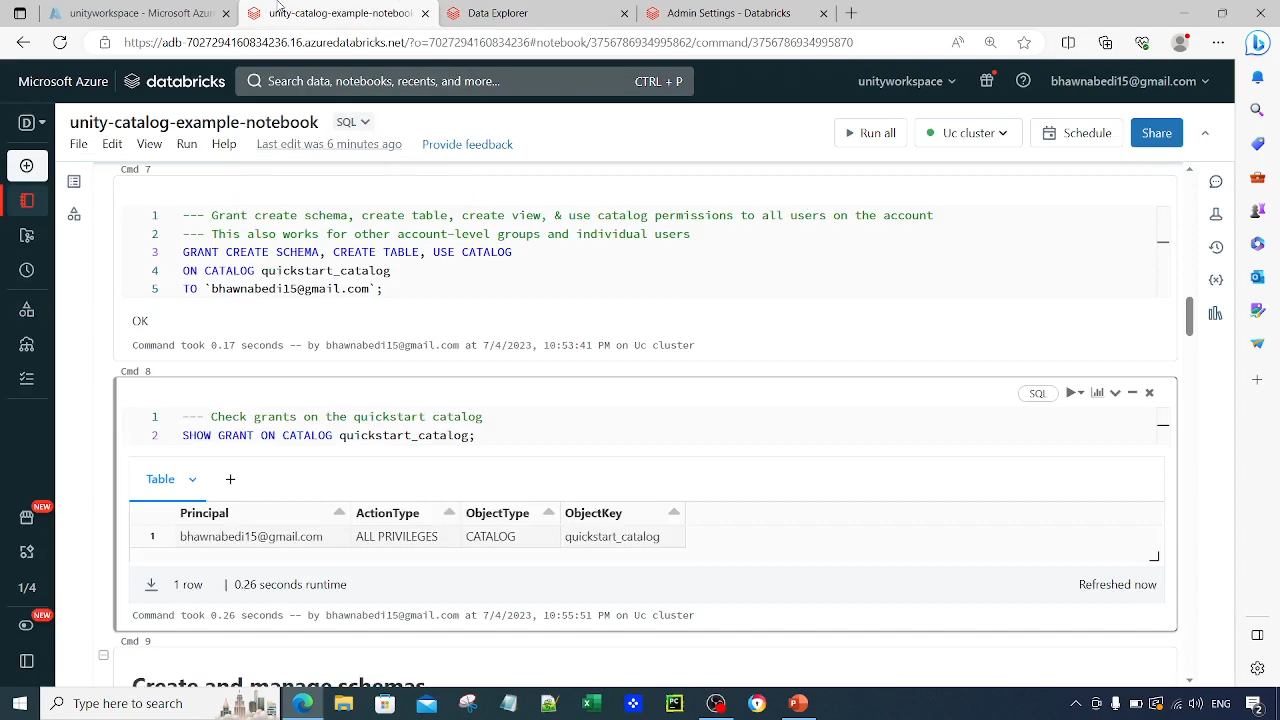 unityworkspace - Microsoft Azure
unity-catalog-example-notebook
Data Explorer
Admin Settings - Databricks
https://adb-7027294160834236.16.azuredatabricks.net/?o=7027294160834236#notebook/3756786934995862/command/3756786934995870
Microsoft Azure
databricks
Search data, notebooks, recents, and more...
CTRL + P
unityworkspace
bhawnabedi15@gmail.com
D
unity-catalog-example-notebook
SQL
File Edit View Run Help Last edit was 6 minutes ago Provide feedback
Run all
Uc cluster
Schedule
Share
Cmd 7
1 --- Grant create schema, create table, create view, & use catalog permissions to all users on the account
2 --- This also works for other account-level groups and individual users
3 GRANT CREATE SCHEMA, CREATE TABLE, USE CATALOG
4 ON CATALOG quickstart_catalog
5 TO `bhawnabedi15@gmail.com`;
OK
Command took 0.17 seconds -- by bhawnabedi15@gmail.com at 7/4/2023, 10:53:41 PM on Uc cluster
Cmd 8
SQL
1 --- Check grants on the quickstart catalog
2 SHOW GRANT ON CATALOG quickstart_catalog;
Table
Principal ActionType ObjectType ObjectKey
1 bhawnabedi15@gmail.com ALL PRIVILEGES CATALOG quickstart_catalog
1 row | 0.26 seconds runtime
Refreshed now
Command took 0.26 seconds -- by bhawnabedi15@gmail.com at 7/4/2023, 10:55:51 PM on Uc cluster
Cmd 9
Create and manage schemas
NEW
1/4
NEW
Type here to search
ENG
2